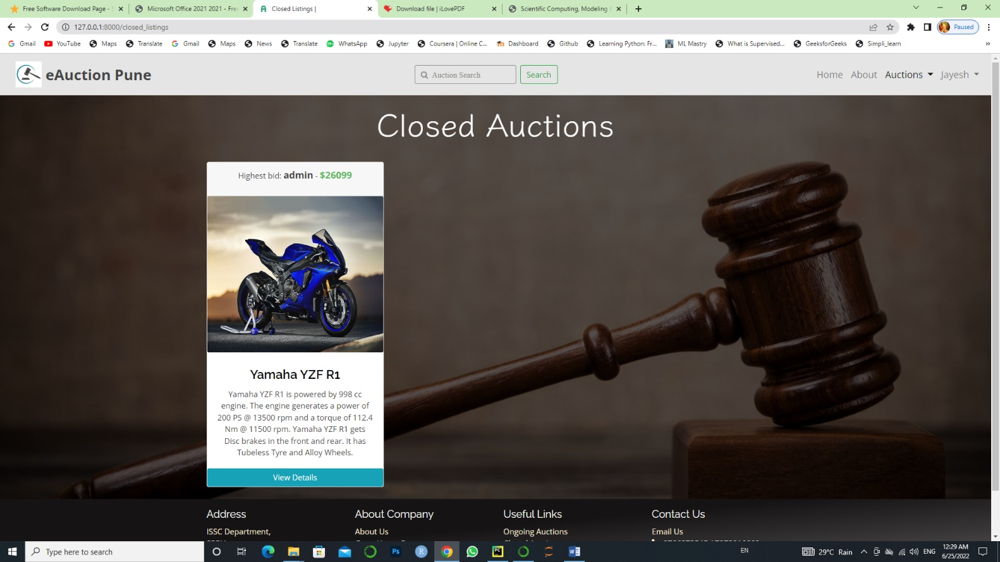 Free Software Download Page - S
Microsoft Office 2021 2021 - Free
Closed Listings |
Download file | iLovePDF
Scientific Computing, Modeling &
127.0.0.1:8000/closed_listings
Paused
Gmail
YouTube
Maps
Translate
Gmail
Maps
News
Translate
99+
WhatsApp
Jupyter
Coursera | Online C...
Dashboard
Github
Learning Python: Fr...
ML Mastry
What is Supervised...
GeeksforGeeks
Simpli_learn
eAuction Pune
Auction Search
Search
Home
About
Auctions
Jayesh
Closed Auctions
Highest bid: admin - $26099
Yamaha YZF R1
Yamaha YZF R1 is powered by 998 cc
engine. The engine generates a power of
200 PS @ 13500 rpm and a torque of 112.4
Nm @ 11500 rpm. Yamaha YZF R1 gets
Disc brakes in the front and rear. It has
Tubeless Tyre and Alloy Wheels.
View Details
Address
ISSC Department,
About Company
About Us
Useful Links
Ongoing Auctions
Contact Us
Email Us
Type here to search
Ps
R
PC
EN
29°C Rain
ENG
12:29 AM
6/25/2022